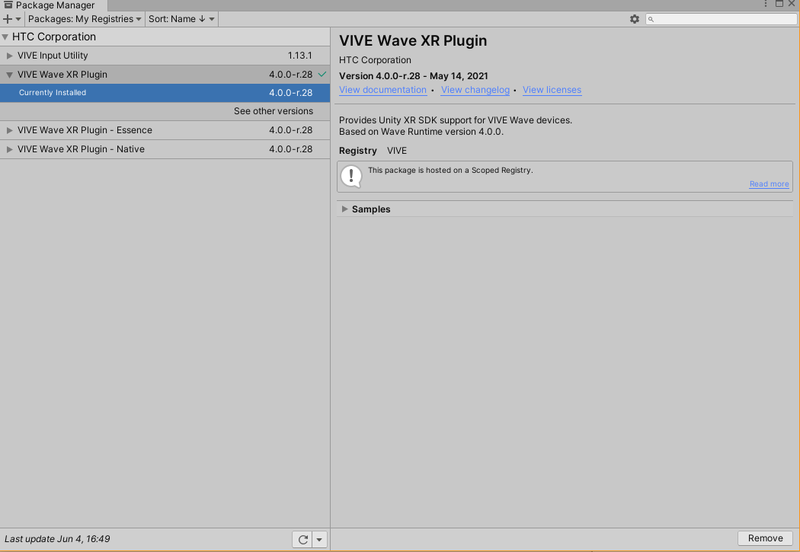 Package Manager
Packages: My Registries
Sort: Name ↓
HTC Corporation
VIVE Input Utility 1.13.1
VIVE Wave XR Plugin 4.0.0-r.28
Currently Installed 4.0.0-r.28
See other versions
VIVE Wave XR Plugin - Essence 4.0.0-r.28
VIVE Wave XR Plugin - Native 4.0.0-r.28
Last update Jun 4, 16:49
VIVE Wave XR Plugin
HTC Corporation
Version 4.0.0-r.28 - May 14, 2021
View documentation • View changelog • View licenses
Provides Unity XR SDK support for VIVE Wave devices.
Based on Wave Runtime version 4.0.0.
Registry VIVE
This package is hosted on a Scoped Registry.
Read more
Samples
Remove